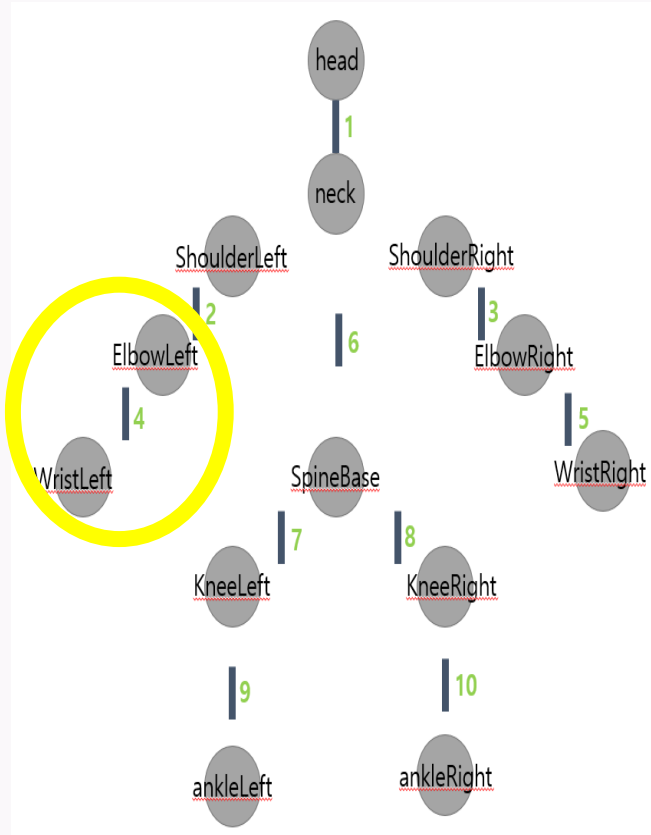 head
1
neck
ShoulderLeft
ShoulderRight
2
3
6
ElbowLeft
ElbowRight
4
5
WristLeft
SpineBase
WristRight
7
8
KneeLeft
KneeRight
9
10
ankleLeft
ankleRight